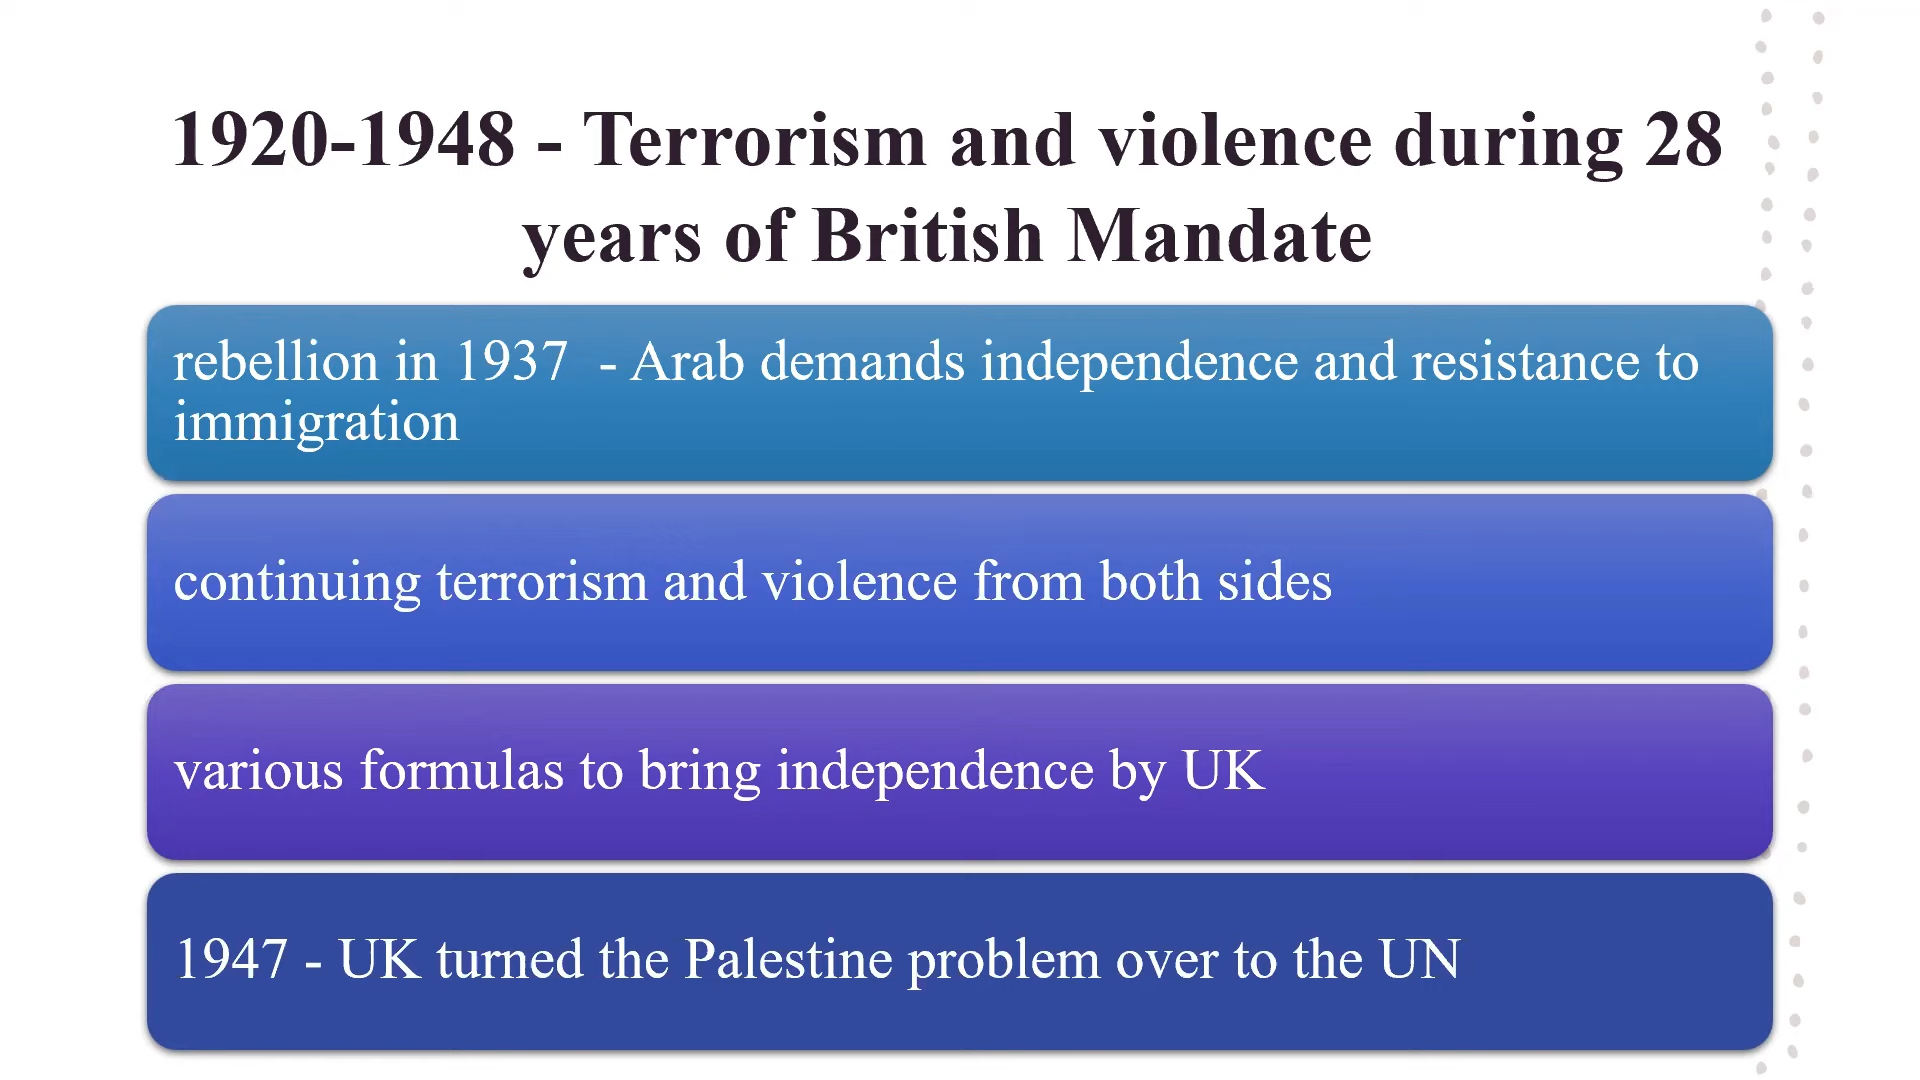 1920-1948 - Terrorism and violence during 28
years of British Mandate
rebellion in 1937  - Arab demands independence and resistance to
immigration
continuing terrorism and violence from both sides
various formulas to bring independence by UK
1947 - UK turned the Palestine problem over to the UN